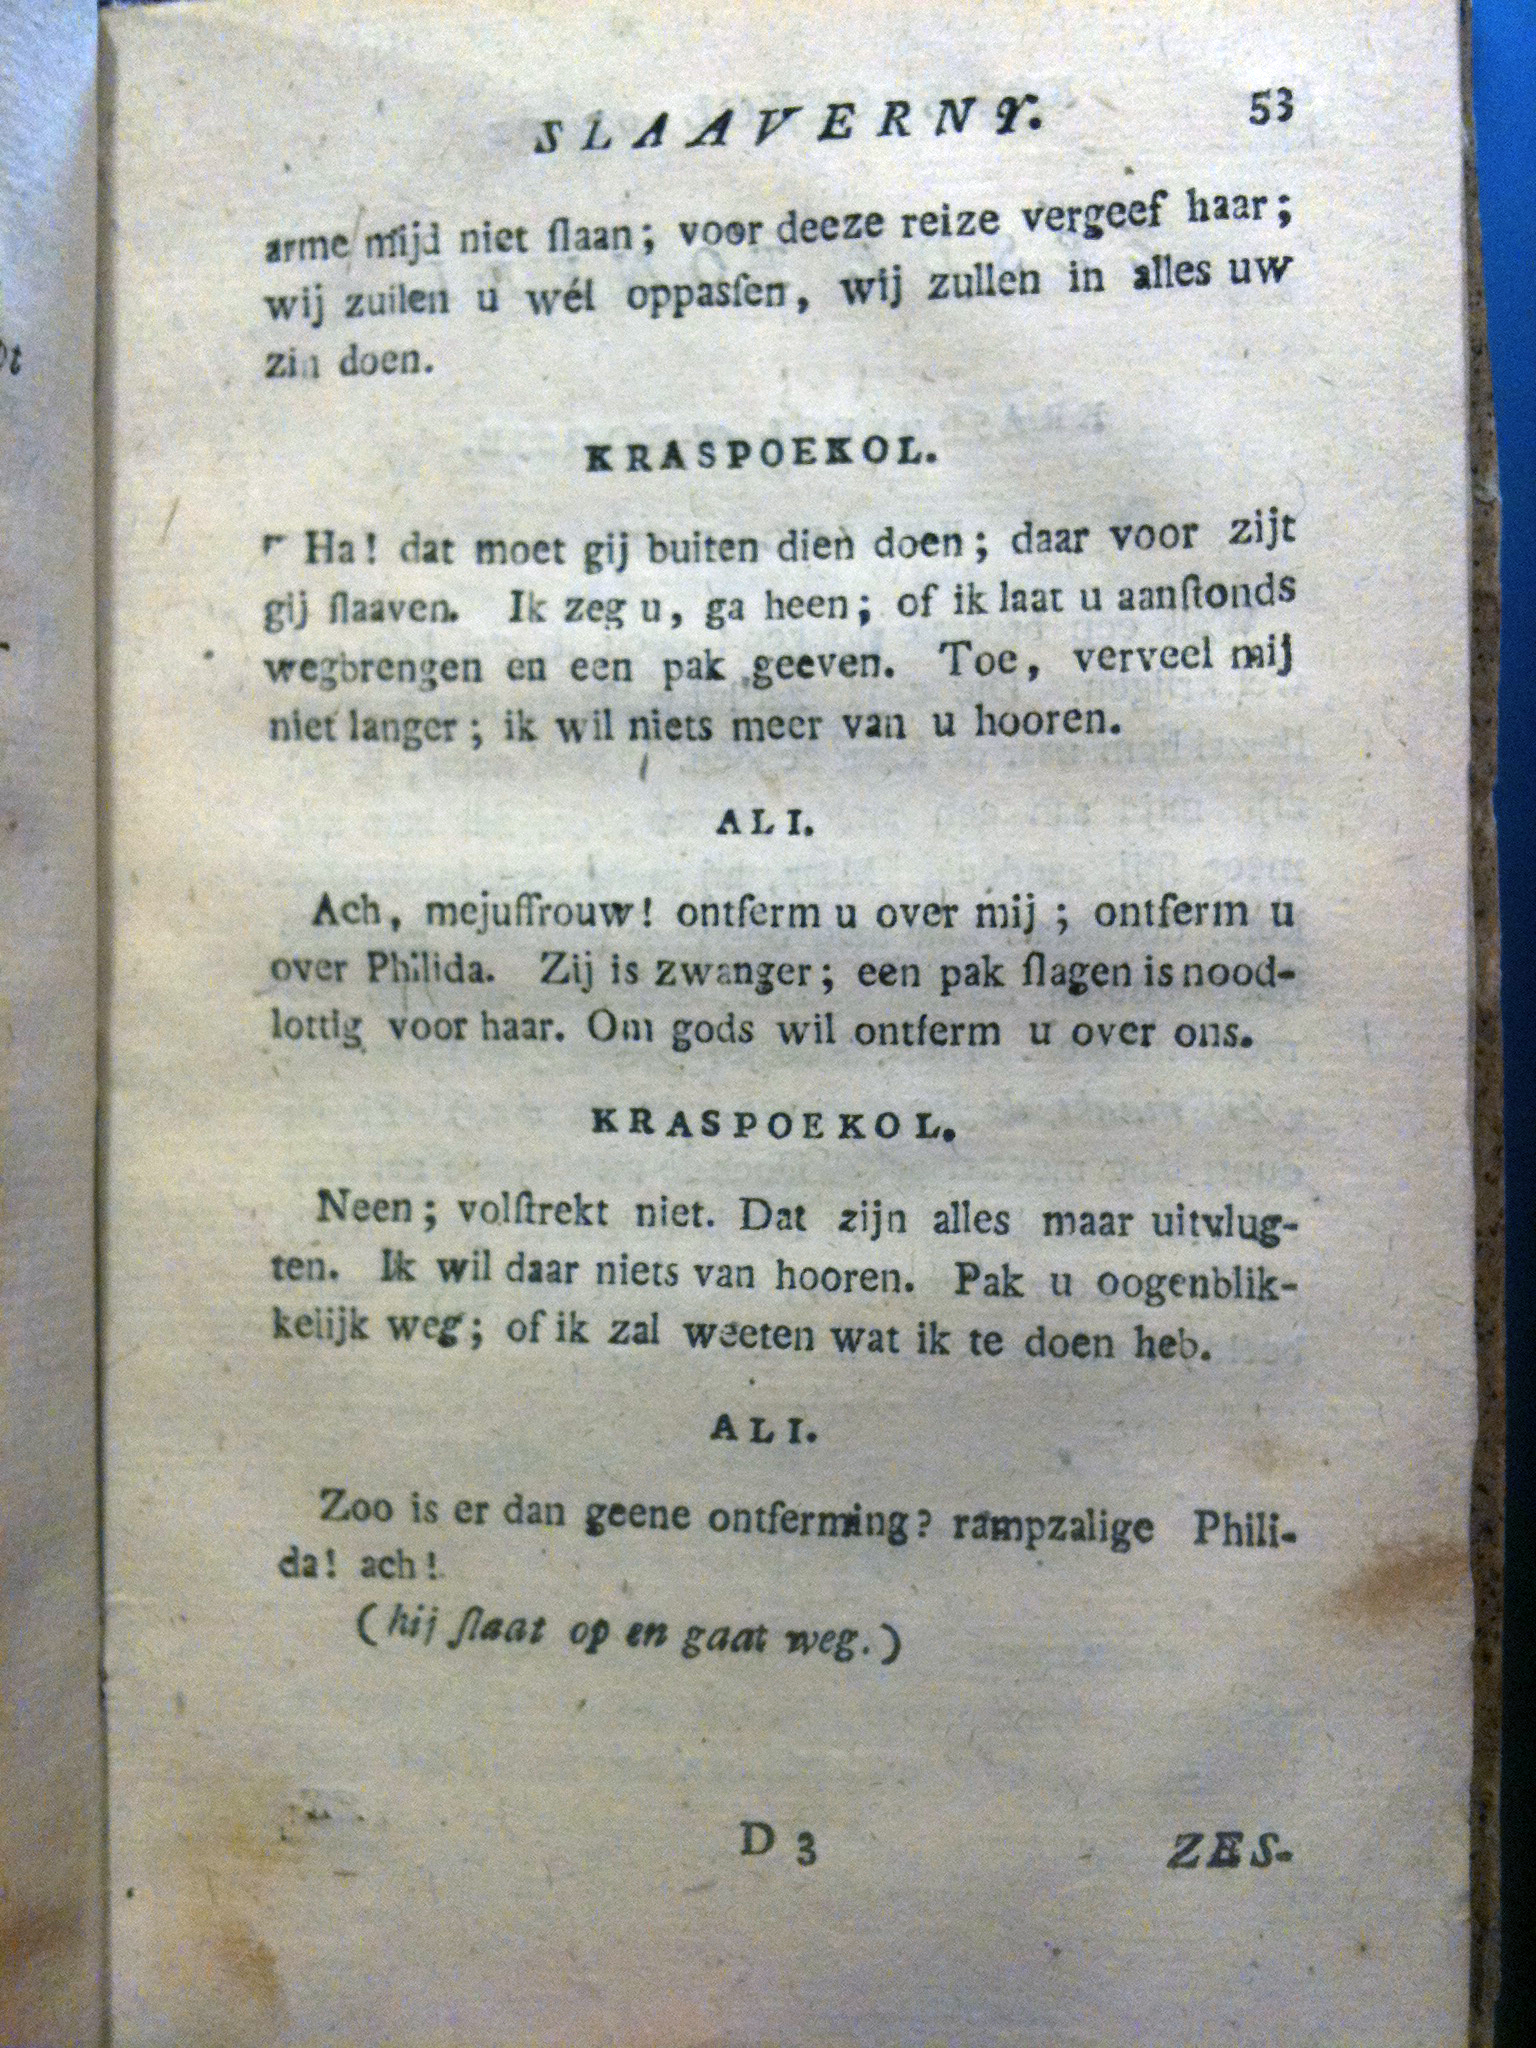 SLAAVERNY. 53
arme mijd niet ſlaan; voor deeze reize vergeef haar;
wij zullen u wél oppasſen, wij zullen in alles uw
zin doen.
KRASPOEKOL.
Ha! dat moet gij buiten dien doen; daar voor zijt
gij ſlaaven. Ik zeg u, ga heen; of ik laat u aanſtonds
wegbrengen en een pak geeven. Toe, verveel mij
niet langer; ik wil niets meer van u hooren.
ALI.
Ach, mejuffrouw! ontferm u over mij; ontferm u
over Philida. Zij is zwanger; een pak ſlagen is nood-
lottig voor haar. Om gods wil ontferm u over ons.
KRASPOEKOL.
Neen; volſtrekt niet. Dat zijn alles maar uitvlug-
ten. Ik wil daar niets van hooren. Pak u oogenblik-
kelijk weg; of ik zal weeten wat ik te doen heb.
ALI.
Zoo is er dan geene ontferming? rampzalige Phili-
da! ach!
(hij ſlaat op en gaat weg.)
D 3 ZES-